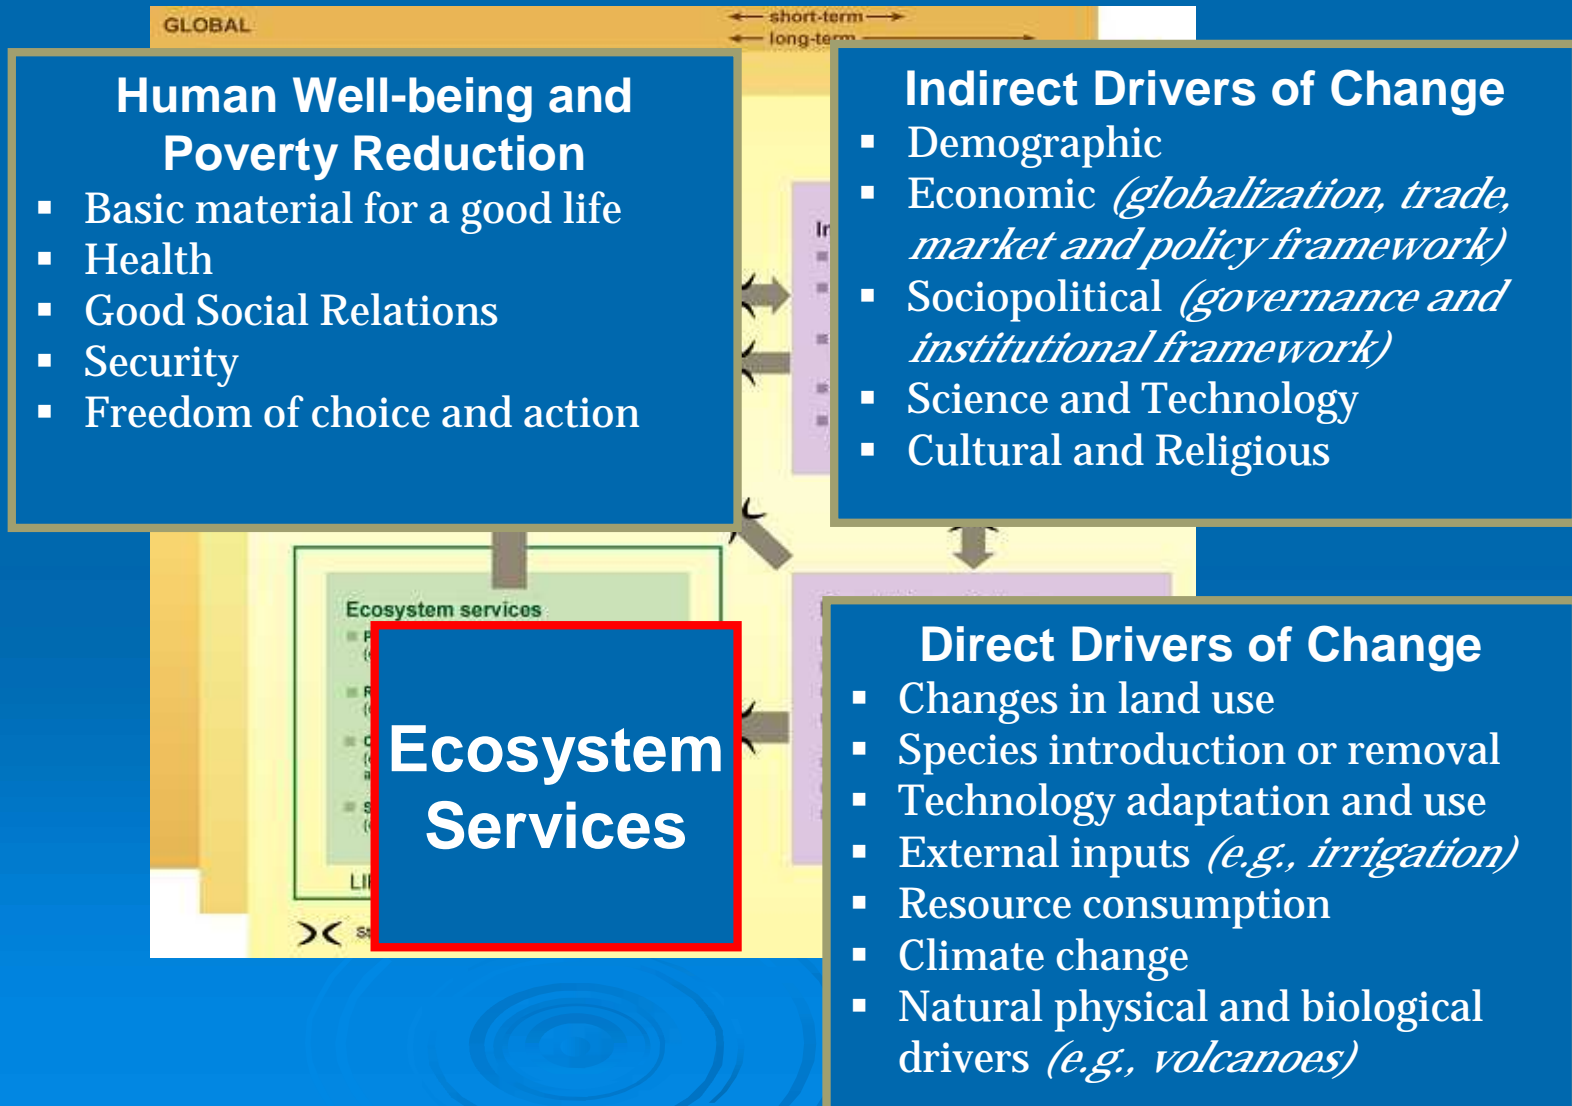 GLOBAL
short-term
long-term
Human Well-being and
Poverty Reduction
▪ Basic material for a good life
▪ Health
▪ Good Social Relations
▪ Security
▪ Freedom of choice and action
Indirect Drivers of Change
▪ Demographic
▪ Economic (globalization, trade,
market and policy framework)
▪ Sociopolitical (governance and
institutional framework)
▪ Science and Technology
▪ Cultural and Religious
Ecosystem services
Ecosystem
Services
Direct Drivers of Change
▪ Changes in land use
▪ Species introduction or removal
▪ Technology adaptation and use
▪ External inputs (e.g., irrigation)
▪ Resource consumption
▪ Climate change
▪ Natural physical and biological
drivers (e.g., volcanoes)